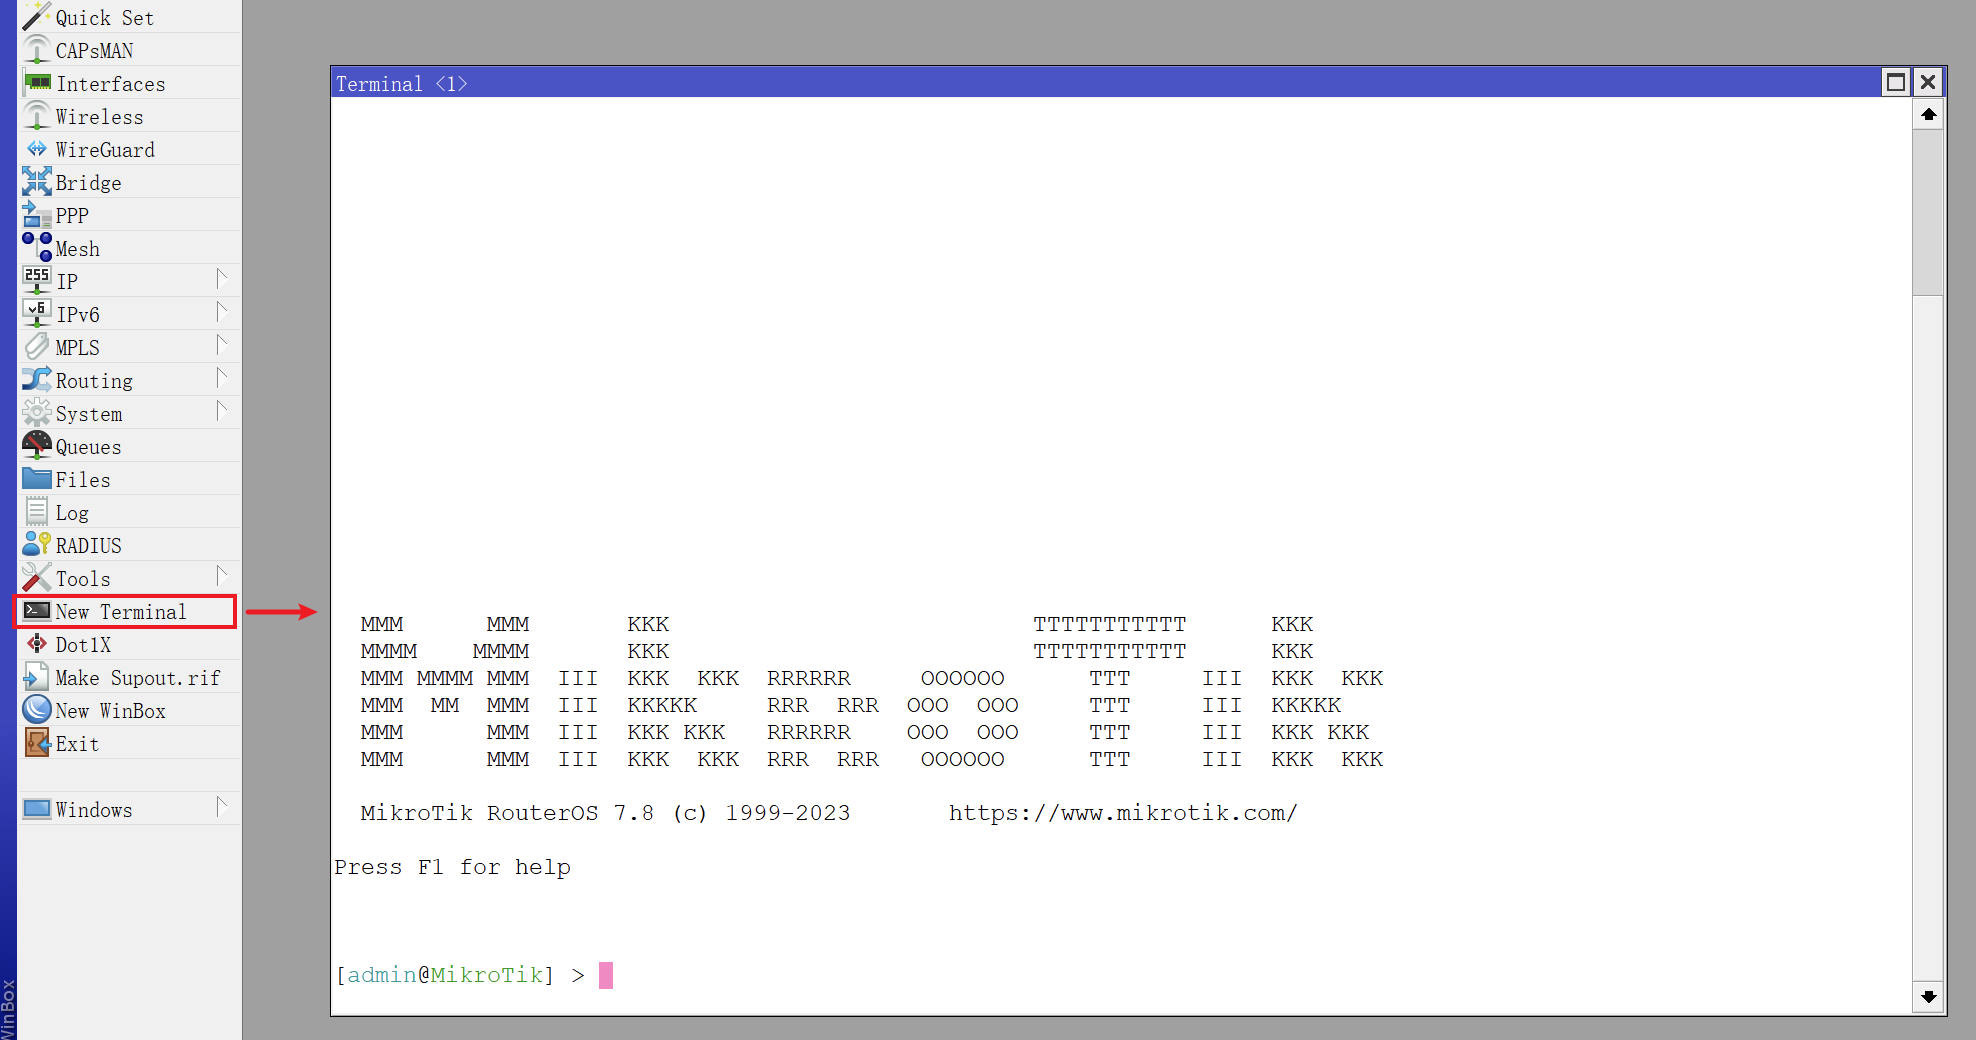 Quick Set
CAPsMAN
Interfaces
Wireless
WireGuard
Bridge
PPP
Mesh
255 IP
v6 IPv6
MPLS
Routing
System
Queues
Files
Log
RADIUS
Tools
New Terminal
Dot1X
Make Supout.rif
New WinBox
Exit
Windows
WinBox
Terminal <1>
  MMM      MMM       KKK                          TTTTTTTTTTT      KKK
  MMMM    MMMM       KKK                          TTTTTTTTTTT      KKK
  MMM MMMM MMM  III  KKK  KKK  RRRRRR     OOOOOO      TTT     III  KKK  KKK
  MMM  MM  MMM  III  KKKKK     RRR  RRR  OOO  OOO     TTT     III  KKKKK
  MMM      MMM  III  KKK KKK   RRRRRR    OOO  OOO     TTT     III  KKK KKK
  MMM      MMM  III  KKK  KKK  RRR  RRR   OOOOOO      TTT     III  KKK  KKK
  MikroTik RouterOS 7.8 (c) 1999-2023       https://www.mikrotik.com/
Press F1 for help
[admin@MikroTik] >